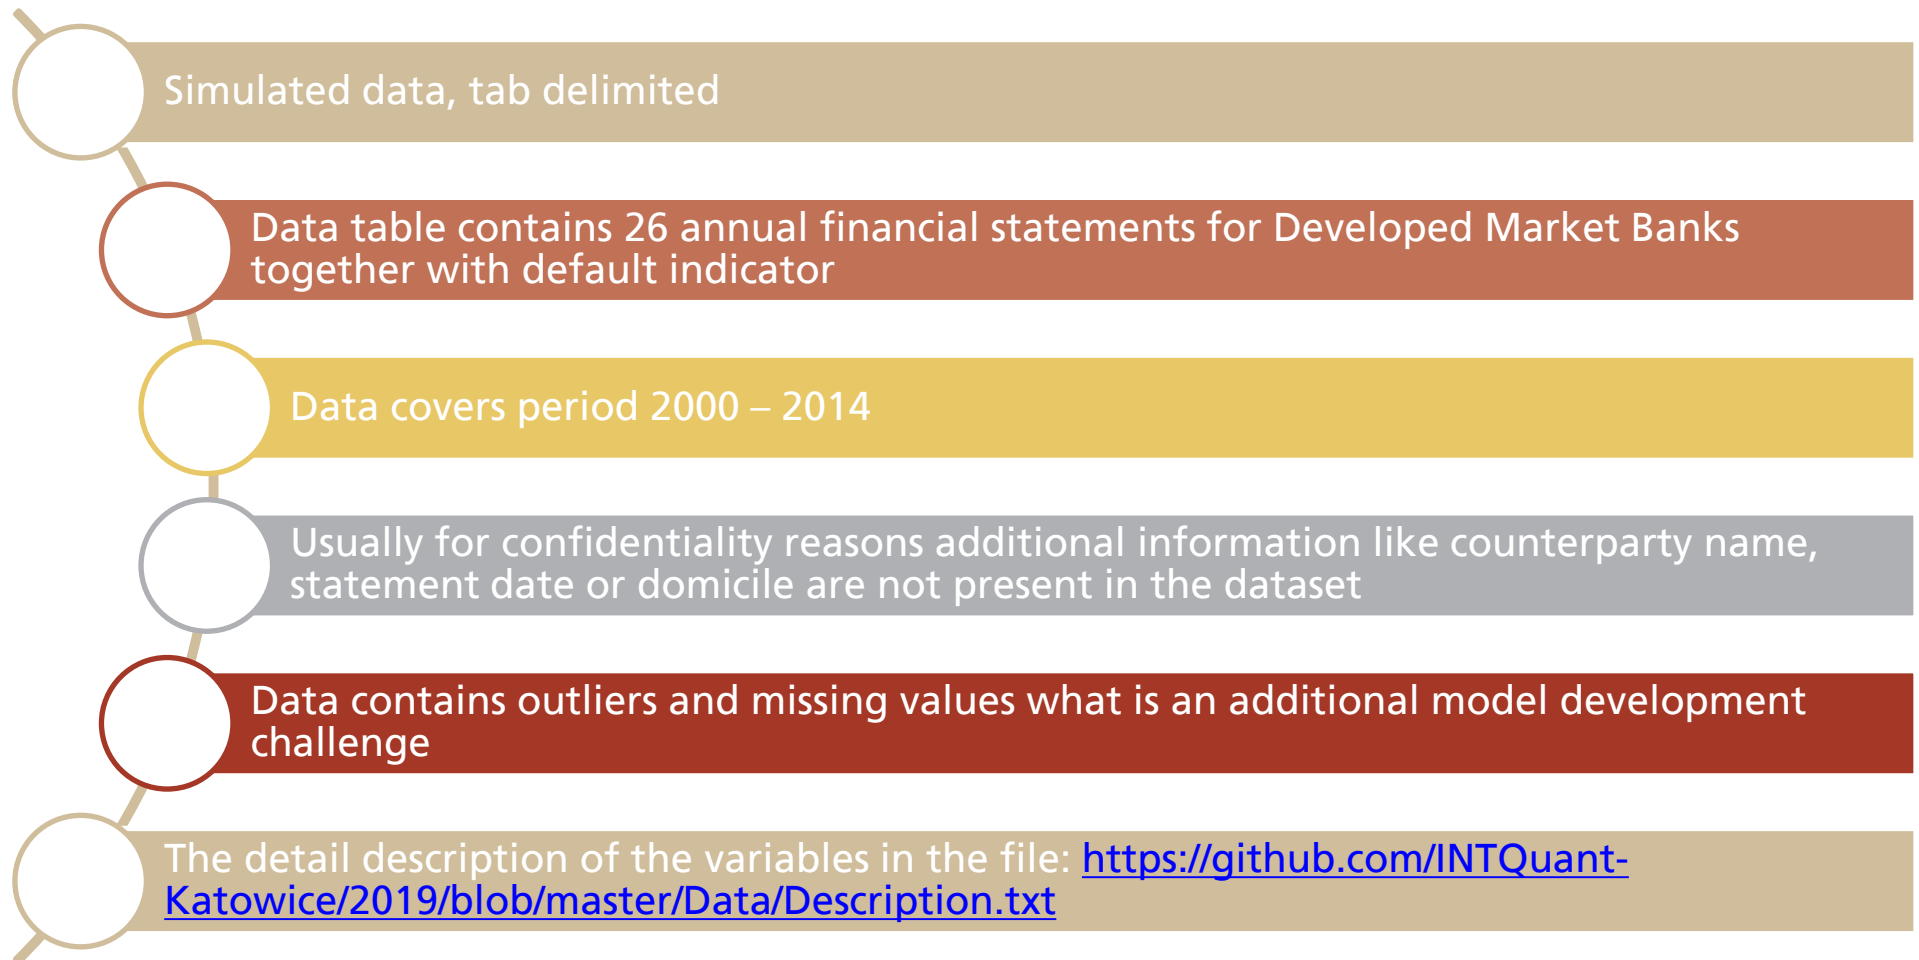 Simulated data, tab delimited
Data table contains 26 annual financial statements for Developed Market Banks
together with default indicator
Data covers period 2000 – 2014
Usually for confidentiality reasons additional information like counterparty name,
statement date or domicile are not present in the dataset
Data contains outliers and missing values what is an additional model development
challenge
The detail description of the variables in the file: https://github.com/INTQuant-
Katowice/2019/blob/master/Data/Description.txt